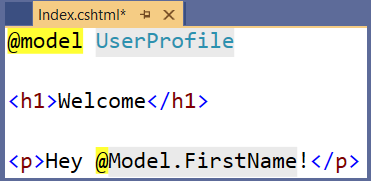 Index.cshtml*
@model UserProfile
<h1>Welcome</h1>
<p>Hey @Model.FirstName!</p>